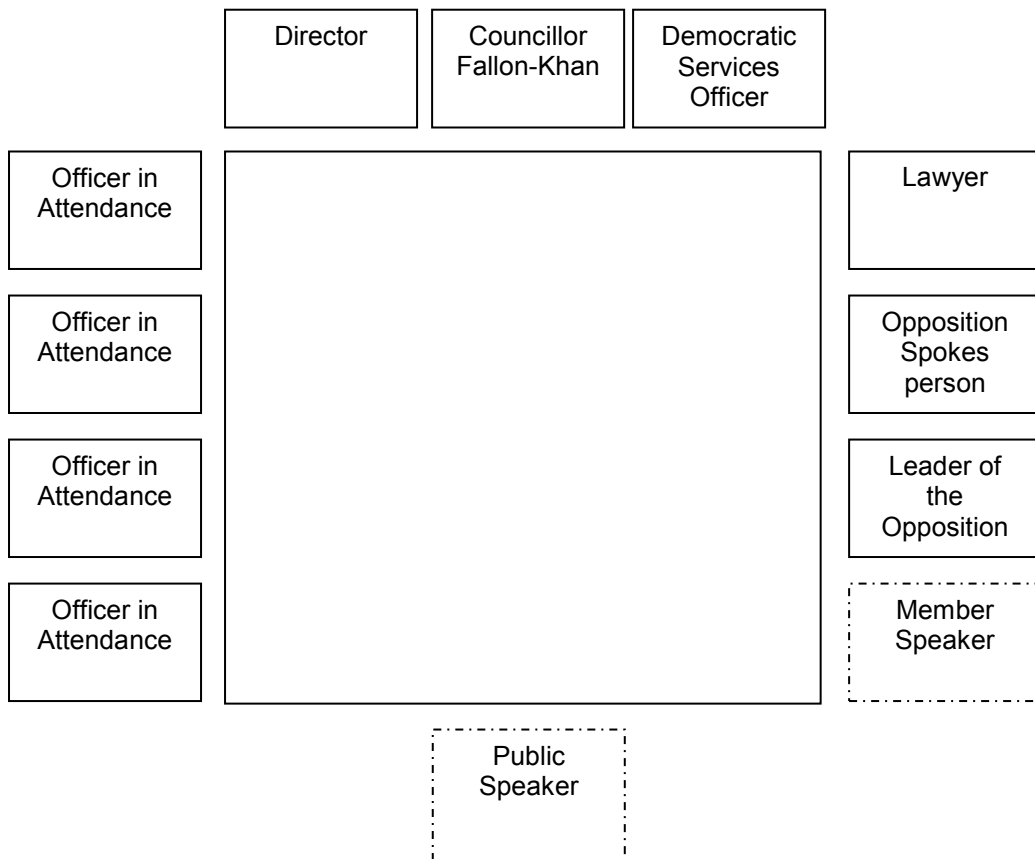 Director
Councillor
Fallon-Khan
Democratic
Services
Officer
Officer in
Attendance
Lawyer
Officer in
Attendance
Opposition
Spokes
person
Officer in
Attendance
Leader of
the
Opposition
Officer in
Attendance
Member
Speaker
Public
Speaker